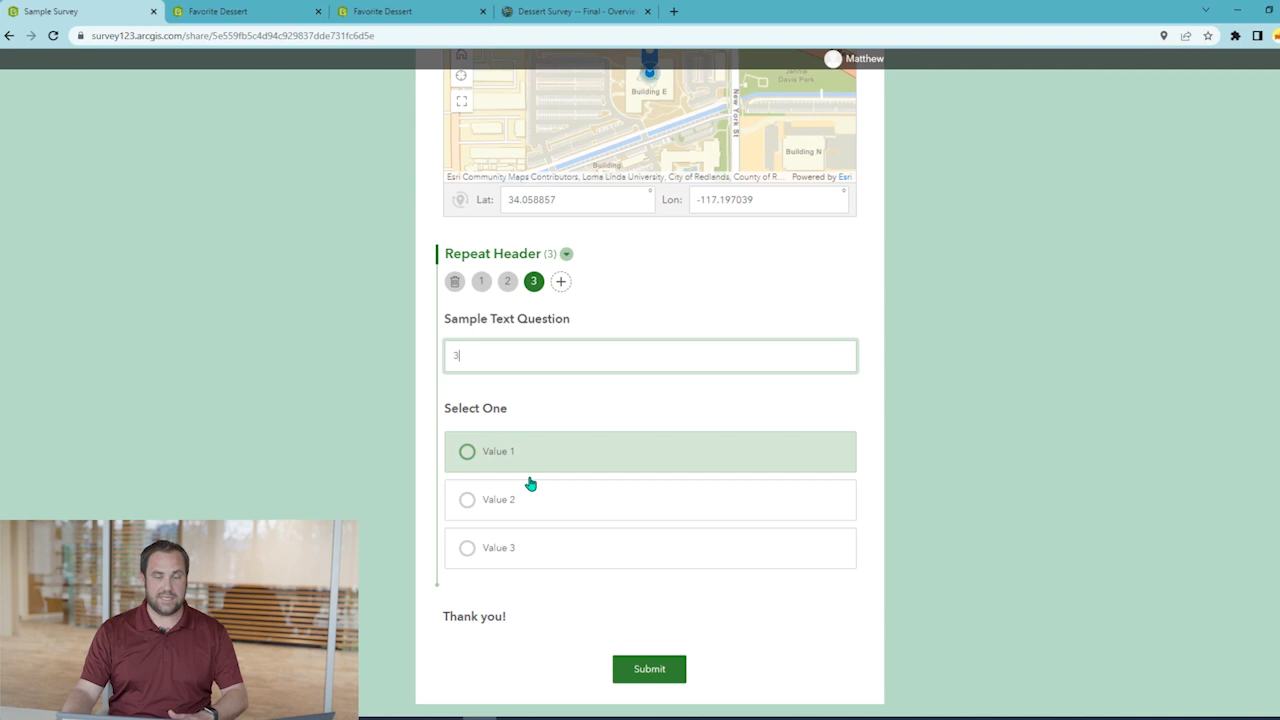 Sample Survey
Favorite Dessert
Favorite Dessert
Dessert Survey -- Final - Overvie
survey123.arcgis.com/share/5e559fb5c4d94c929837dde731fc6d5e
Matthew
Jennie
Davis Park
Building E
New York St
Building N
Building
Esri Community Maps Contributors, Loma Linda University, City of Redlands, County of R... Powered by Esri
Lat: 34.058857 Lon: -117.197039
Repeat Header (3)
1 2 3
Sample Text Question
3
Select One
Value 1
Value 2
Value 3
Thank you!
Submit